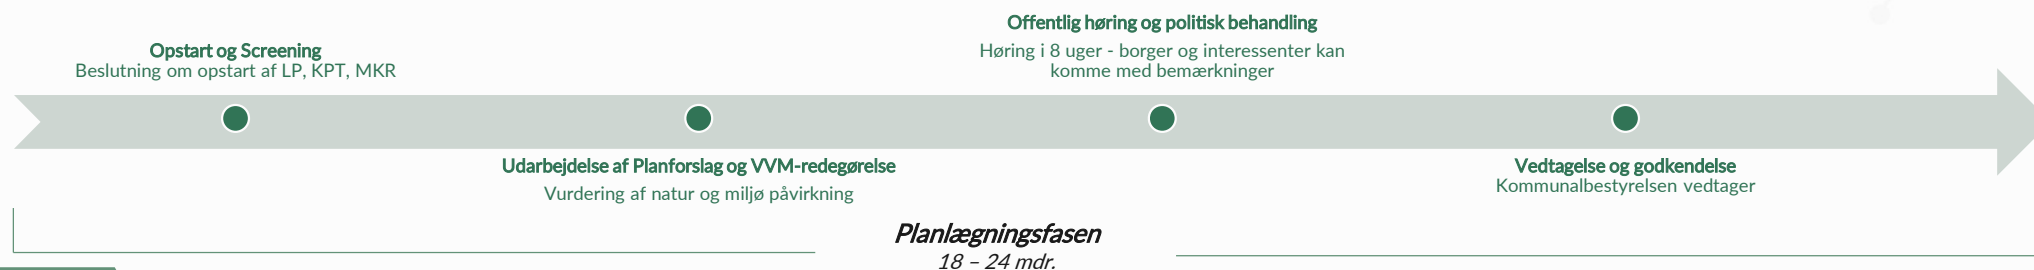 Opstart og Screening
Beslutning om opstart af LP, KPT, MKR
Udarbejdelse af Planforslag og VVM-redegørelse
Vurdering af natur og miljø påvirkning
Offentlig høring og politisk behandling
Høring i 8 uger - borger og interessenter kan
komme med bemærkninger
Vedtagelse og godkendelse
Kommunalbestyrelsen vedtager
Planlægningsfasen
18 – 24 mdr.